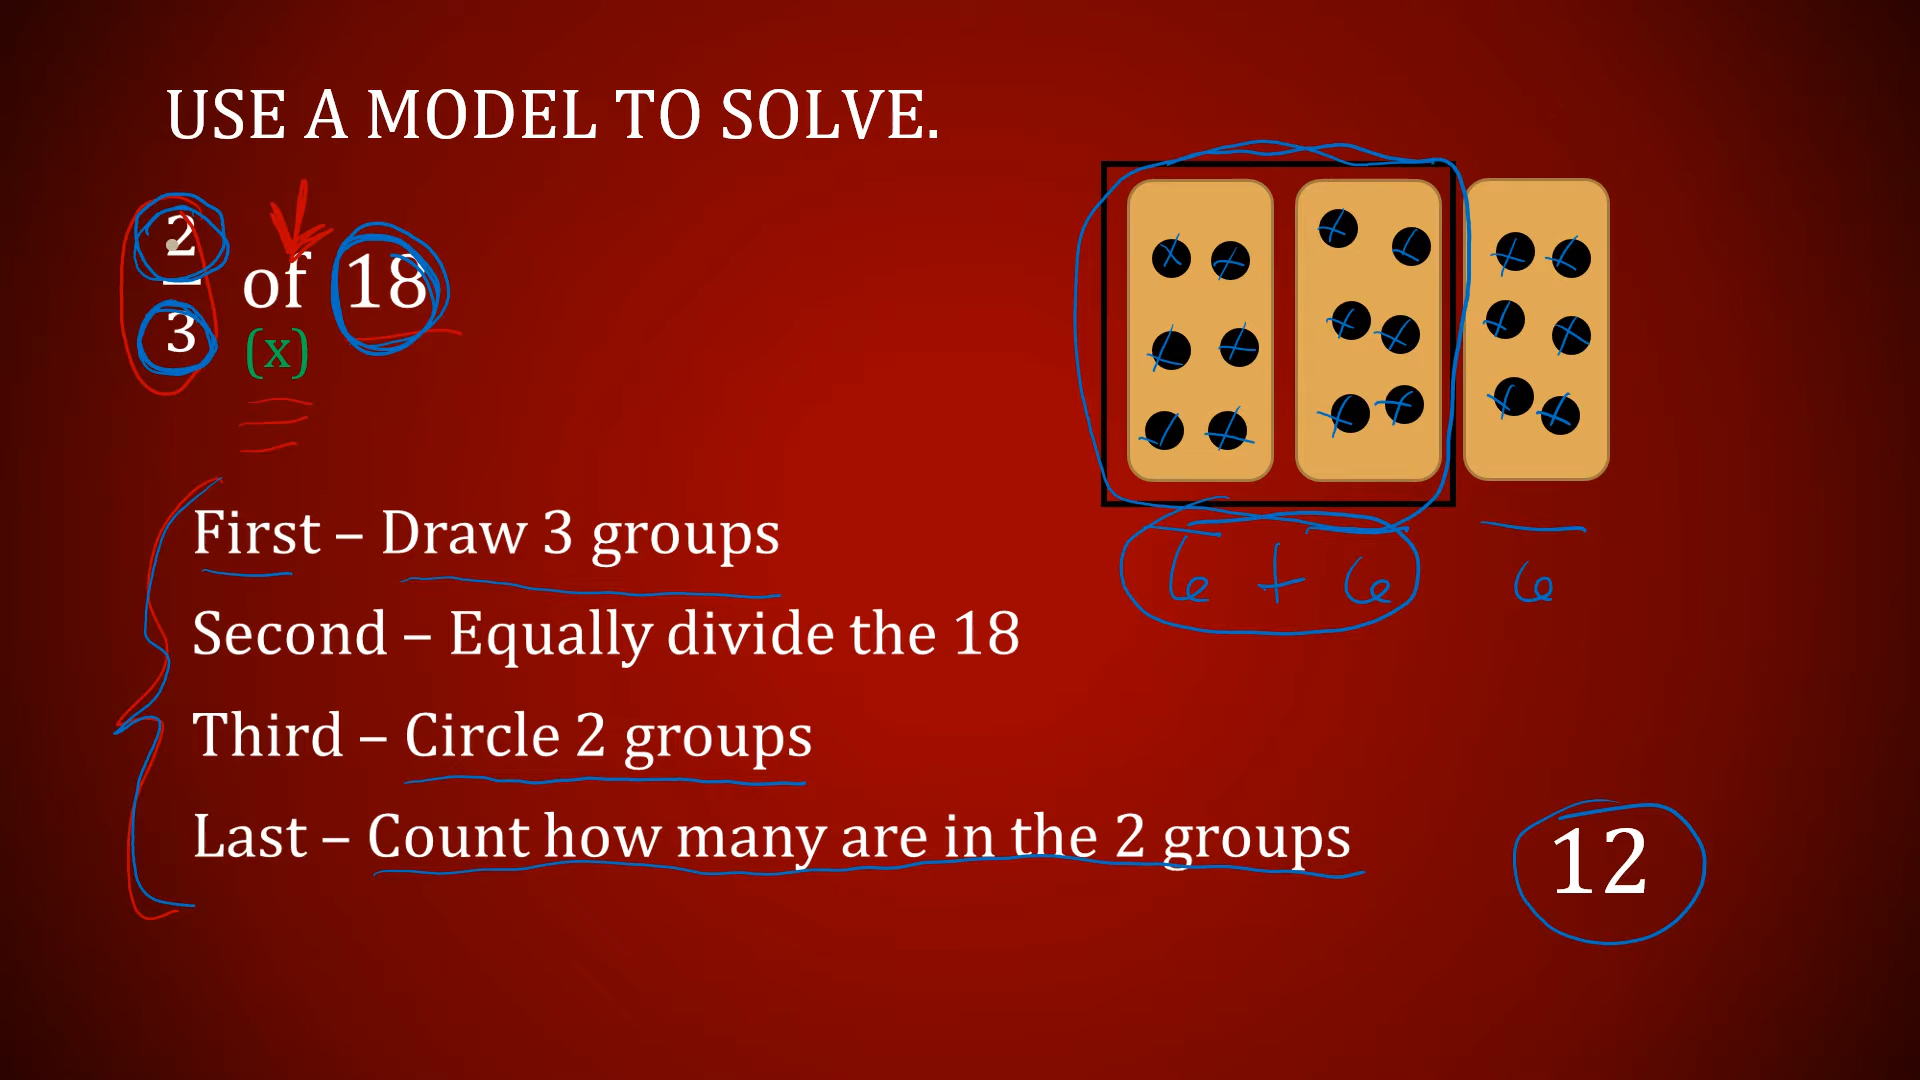 USE A MODEL TO SOLVE.
2
3
of 18
(x)
First – Draw 3 groups
6 + 6 6
Second – Equally divide the 18
Third – Circle 2 groups
Last – Count how many are in the 2 groups
12